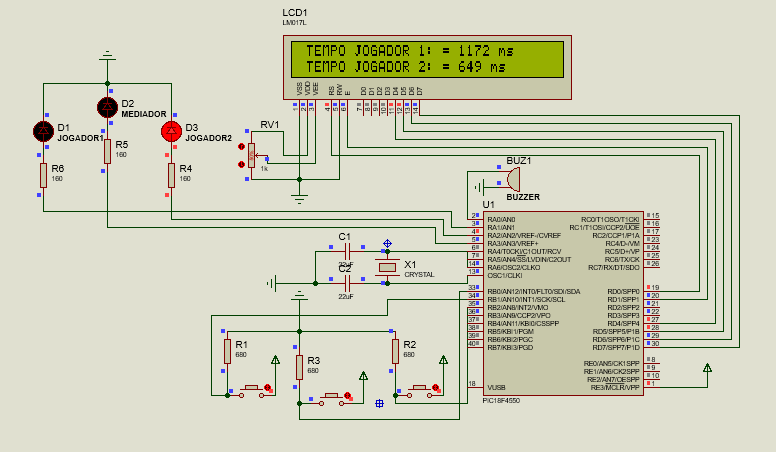 LCD1
LM017L
TEMPO JOGADOR 1: = 1172 ms
TEMPO JOGADOR 2: = 649 ms
VSS
VDD
VEE
RS
RW
E
D0
D1
D2
D3
D4
D5
D6
D7
1
2
3
4
5
6
7
8
9
10
11
12
13
14
D1
JOGADOR1
D2
MEDIADOR
D3
JOGADOR2
R6
160
R5
160
R4
160
RV1
1k
BUZ1
BUZZER
U1
C1
22uF
C2
22uF
X1
CRYSTAL
2 RA0/AN0
3 RA1/AN1
4 RA2/AN2/VREF-/CVREF
5 RA3/AN3/VREF+
6 RA4/T0CKI/C1OUT/RCV
7 RA5/AN4/SS/LVDIN/C2OUT
14 RA6/OSC2/CLKO
13 OSC1/CLKI
33 RB0/AN12/INT0/FLT0/SDI/SDA
34 RB1/AN10/INT1/SCK/SCL
35 RB2/AN8/INT2/VMO
36 RB3/AN9/CCP2/VPO
37 RB4/AN11/KBI0/CSSPP
38 RB5/KBI1/PGM
39 RB6/KBI2/PGC
40 RB7/KBI3/PGD
18 VUSB
RC0/T1OSO/T1CKI 15
RC1/T1OSI/CCP2/UOE 16
RC2/CCP1/P1A 17
RC4/D-/VM 23
RC5/D+/VP 24
RC6/TX/CK 25
RC7/RX/DT/SDO 26
RD0/SPP0 19
RD1/SPP1 20
RD2/SPP2 21
RD3/SPP3 22
RD4/SPP4 27
RD5/SPP5/P1B 28
RD6/SPP6/P1C 29
RD7/SPP7/P1D 30
RE0/AN5/CK1SPP 8
RE1/AN6/CK2SPP 9
RE2/AN7/OESPP 10
RE3/MCLR/VPP 1
PIC18F4550
R1
680
R3
680
R2
680